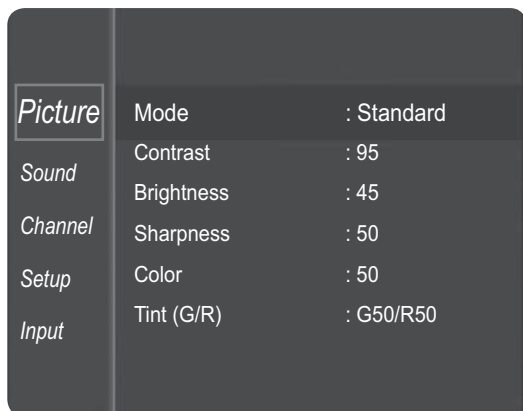 Picture
Sound
Channel
Setup
Input
Mode : Standard
Contrast : 95
Brightness : 45
Sharpness : 50
Color : 50
Tint (G/R) : G50/R50